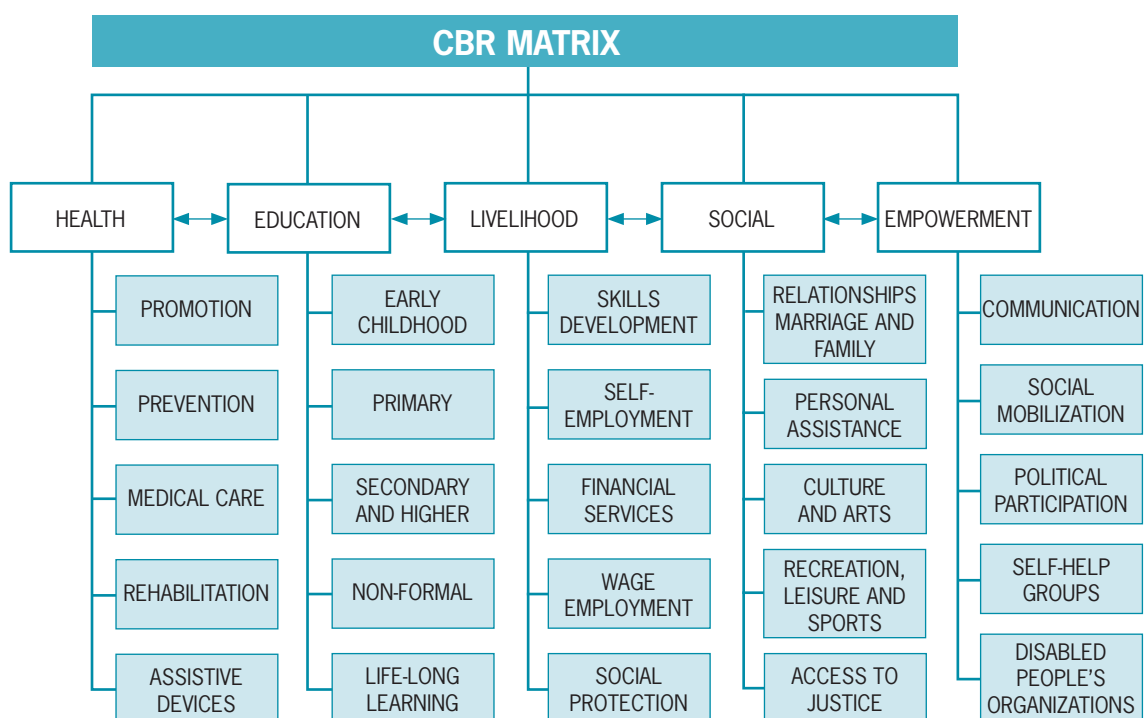 CBR MATRIX
HEALTH
EDUCATION
LIVELIHOOD
SOCIAL
EMPOWERMENT
PROMOTION
PREVENTION
MEDICAL CARE
REHABILITATION
ASSISTIVE
DEVICES
EARLY
CHILDHOOD
PRIMARY
SECONDARY
AND HIGHER
NON-FORMAL
LIFE-LONG
LEARNING
SKILLS
DEVELOPMENT
SELF-
EMPLOYMENT
FINANCIAL
SERVICES
WAGE
EMPLOYMENT
SOCIAL
PROTECTION
RELATIONSHIPS
MARRIAGE AND
FAMILY
PERSONAL
ASSISTANCE
CULTURE
AND ARTS
RECREATION,
LEISURE AND
SPORTS
ACCESS TO
JUSTICE
COMMUNICATION
SOCIAL
MOBILIZATION
POLITICAL
PARTICIPATION
SELF-HELP
GROUPS
DISABLED
PEOPLE’S
ORGANIZATIONS